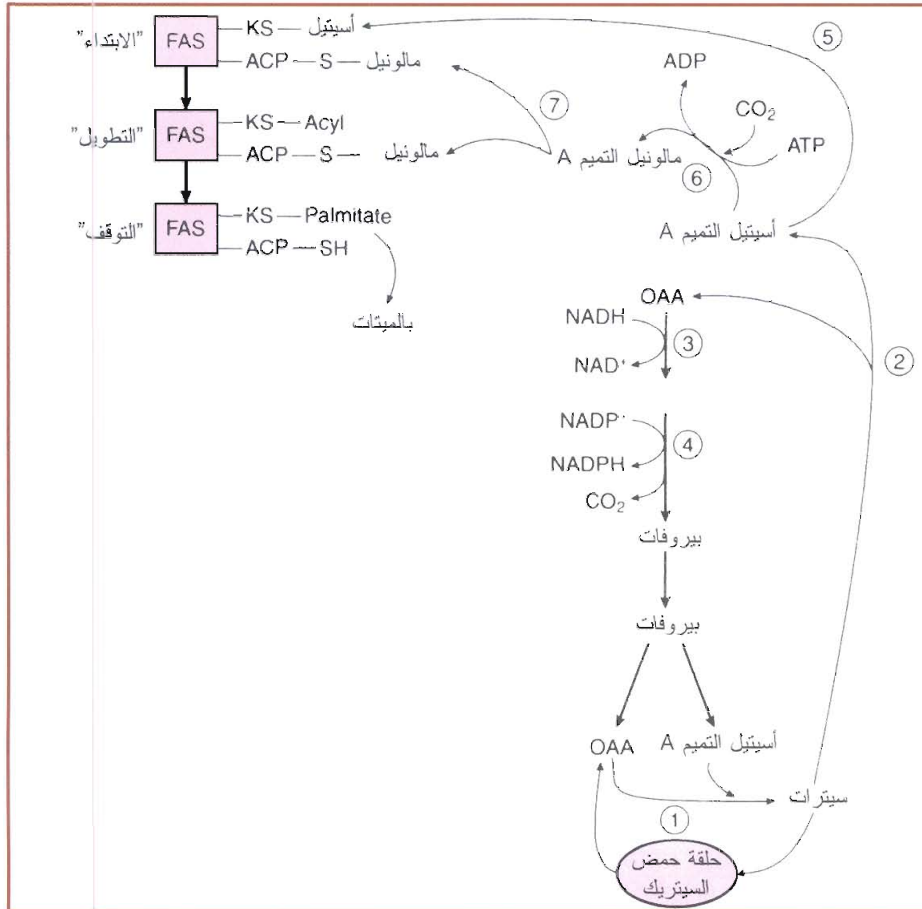 "الابتداء"
FAS
KS — أسيتيل
ACP — S — مالونيل
"التطويل"
FAS
KS — Acyl
ACP — S — مالونيل
"التوقف"
FAS
KS — Palmitate
ACP — SH
بالميتات
5
ADP
CO₂
ATP
7
مالونيل التميم A
6
أسيتيل التميم A
OAA
NADH
3
NAD⁺
2
NADP⁺
4
NADPH
CO₂
بيروفات
بيروفات
OAA
أسيتيل التميم A
سيترات
1
حلقة حمض
السيتريك